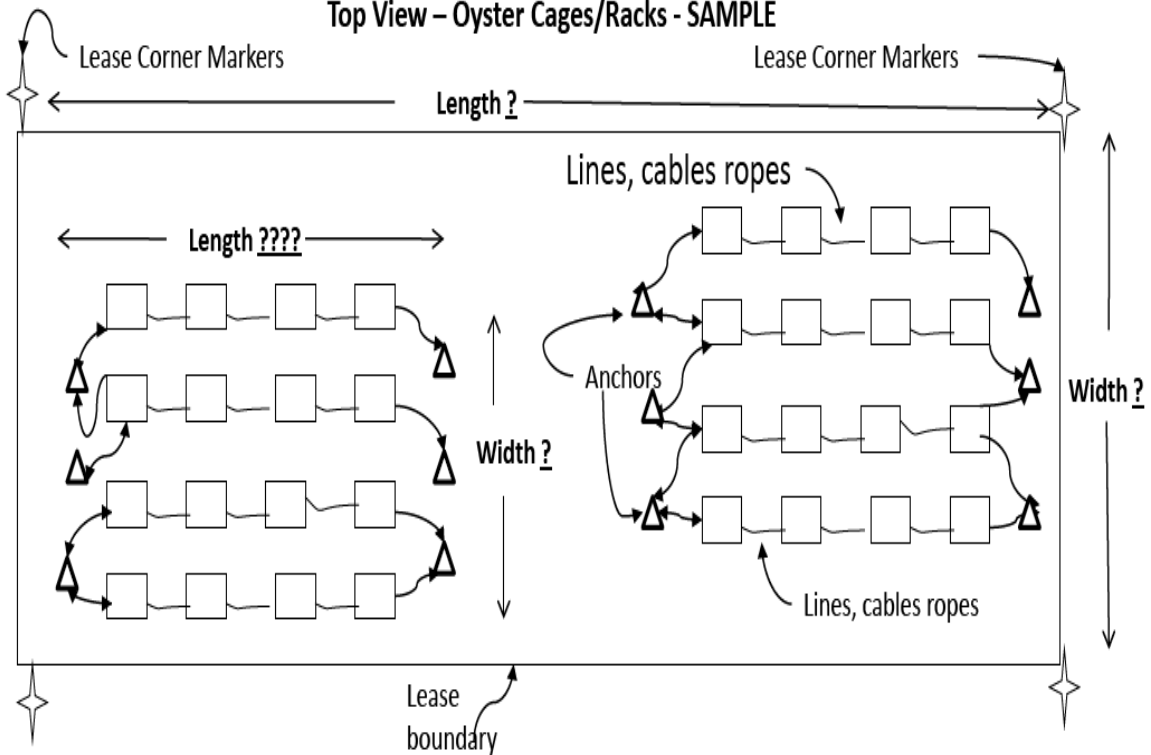 Top View – Oyster Cages/Racks - SAMPLE
Lease Corner Markers
Lease Corner Markers
Length ?
Lines, cables ropes
Length ????
Anchors
Width ?
Width ?
Lines, cables ropes
Lease
boundary